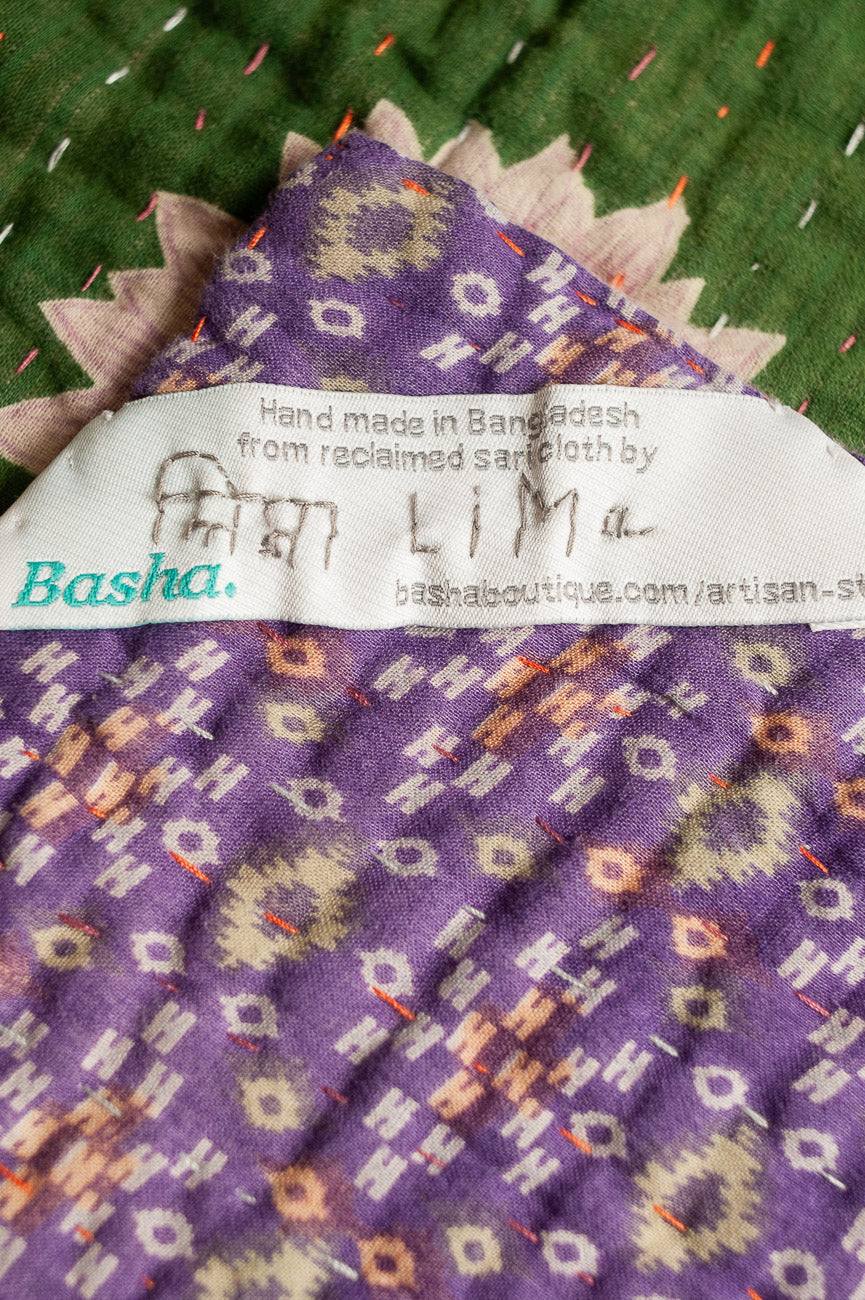 Hand made in Bangladesh
from reclaimed sari cloth by
লিমা LiMa
Basha.
bashaboutique.com/artisan-st